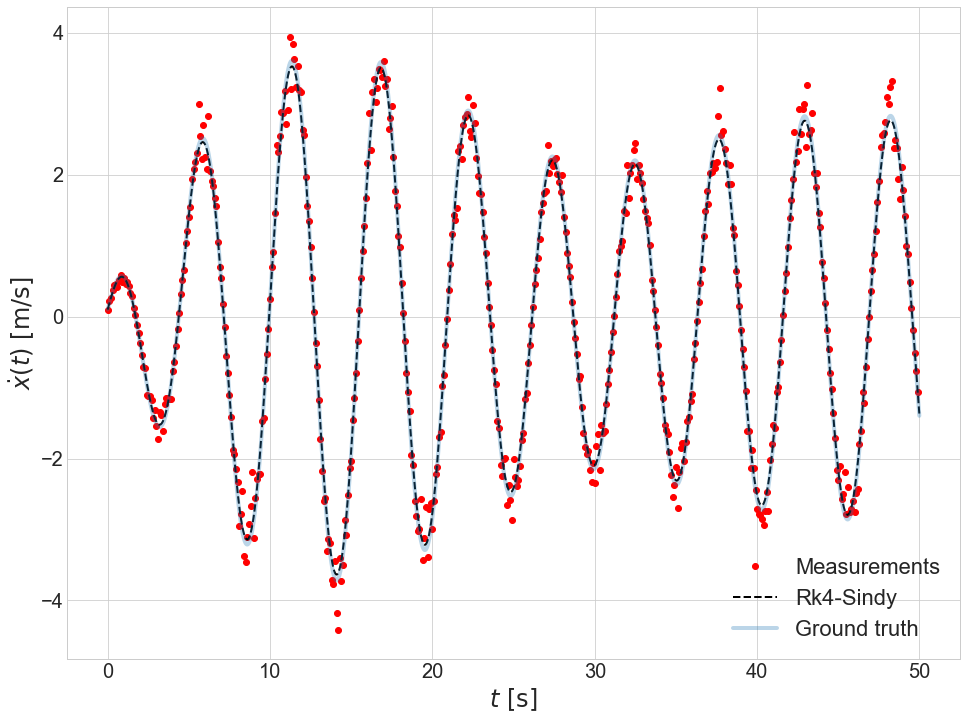 4
2
0
−2
−4
ẋ(t) [m/s]
0
10
20
30
40
50
t [s]
Measurements
Rk4-Sindy
Ground truth